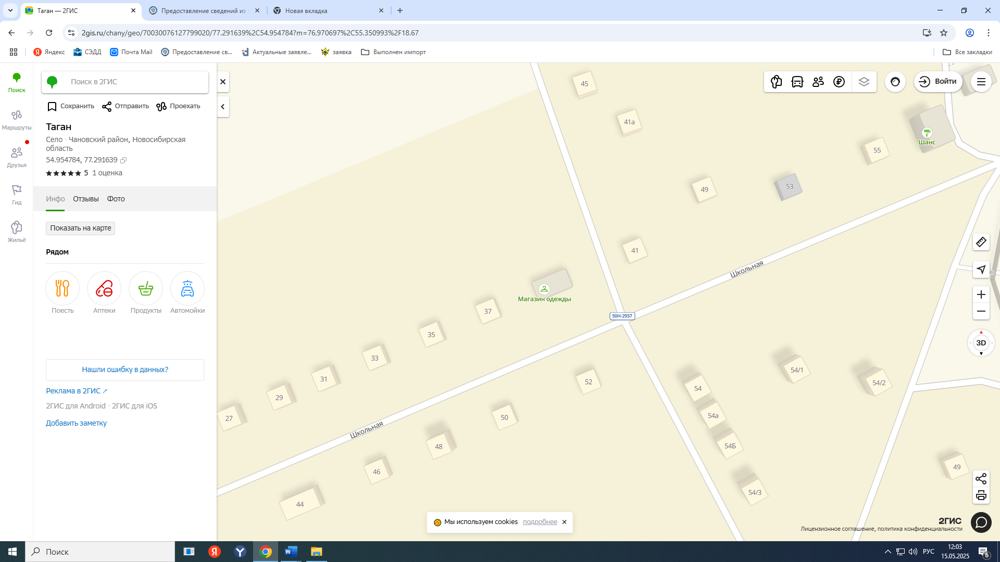 Таган — 2ГИС
Предоставление сведений из
Новая вкладка
2gis.ru/chany/geo/70030076127799020/77.291639%2C54.954784?m=76.970697%2C55.350993%2F18.67
Яндекс
СЭДД
Почта Mail
Предоставление св...
Актуальные заявле...
заявка
Выполнен импорт
Все закладки
Поиск
Маршруты
Друзья
Гид
Жильё
Поиск в 2ГИС
Сохранить
Отправить
Проехать
Таган
Село · Чановский район, Новосибирская
область
54.954784, 77.291639
5 1 оценка
Инфо
Отзывы
Фото
Показать на карте
Рядом
Поесть
Аптеки
Продукты
Автомойки
Нашли ошибку в данных?
Реклама в 2ГИС
2ГИС для Android · 2ГИС для iOS
Добавить заметку
Войти
45
41а
Шанс
55
49
53
41
Школьная
Магазин одежды
37
50Н-2937
35
33
31
29
27
52
54/1
54/2
54
54а
50
Школьная
48
54Б
49
46
54/3
44
3D
Мы используем cookies подробнее
2ГИС
Лицензионное соглашение, политика конфиденциальности
Поиск
РУС
12:03
15.05.2025
6